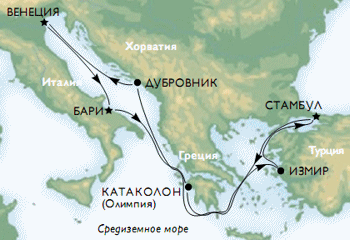 ВЕНЕЦИЯ
Хорватия
Италия
ДУБРОВНИК
БАРИ
СТАМБУЛ
Греция
Турция
ИЗМИР
КАТАКОЛОН
(Олимпия)
Средиземное море